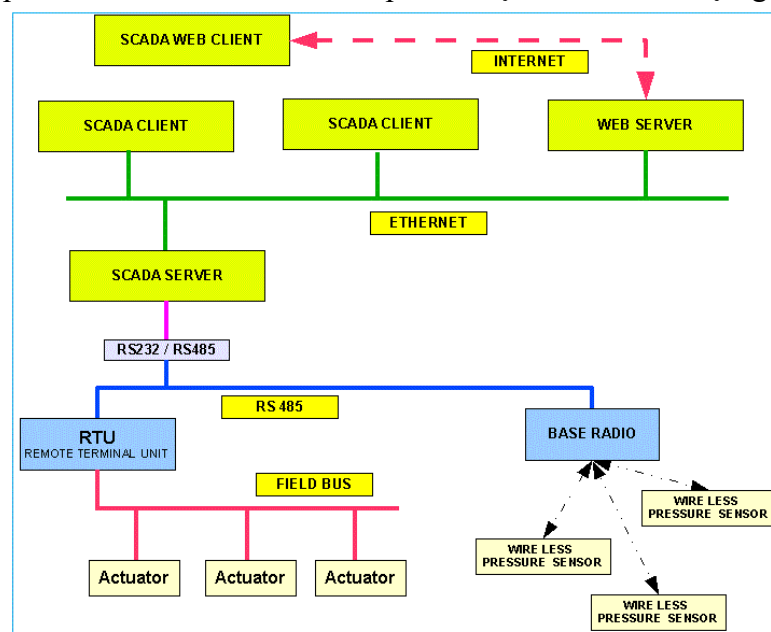 SCADA WEB CLIENT
INTERNET
SCADA CLIENT
SCADA CLIENT
WEB SERVER
ETHERNET
SCADA SERVER
RS232 / RS485
RS 485
RTU
REMOTE TERMINAL UNIT
BASE RADIO
FIELD BUS
WIRE LESS
PRESSURE SENSOR
WIRE LESS
PRESSURE SENSOR
Actuator
Actuator
Actuator
WIRE LESS
PRESSURE SENSOR